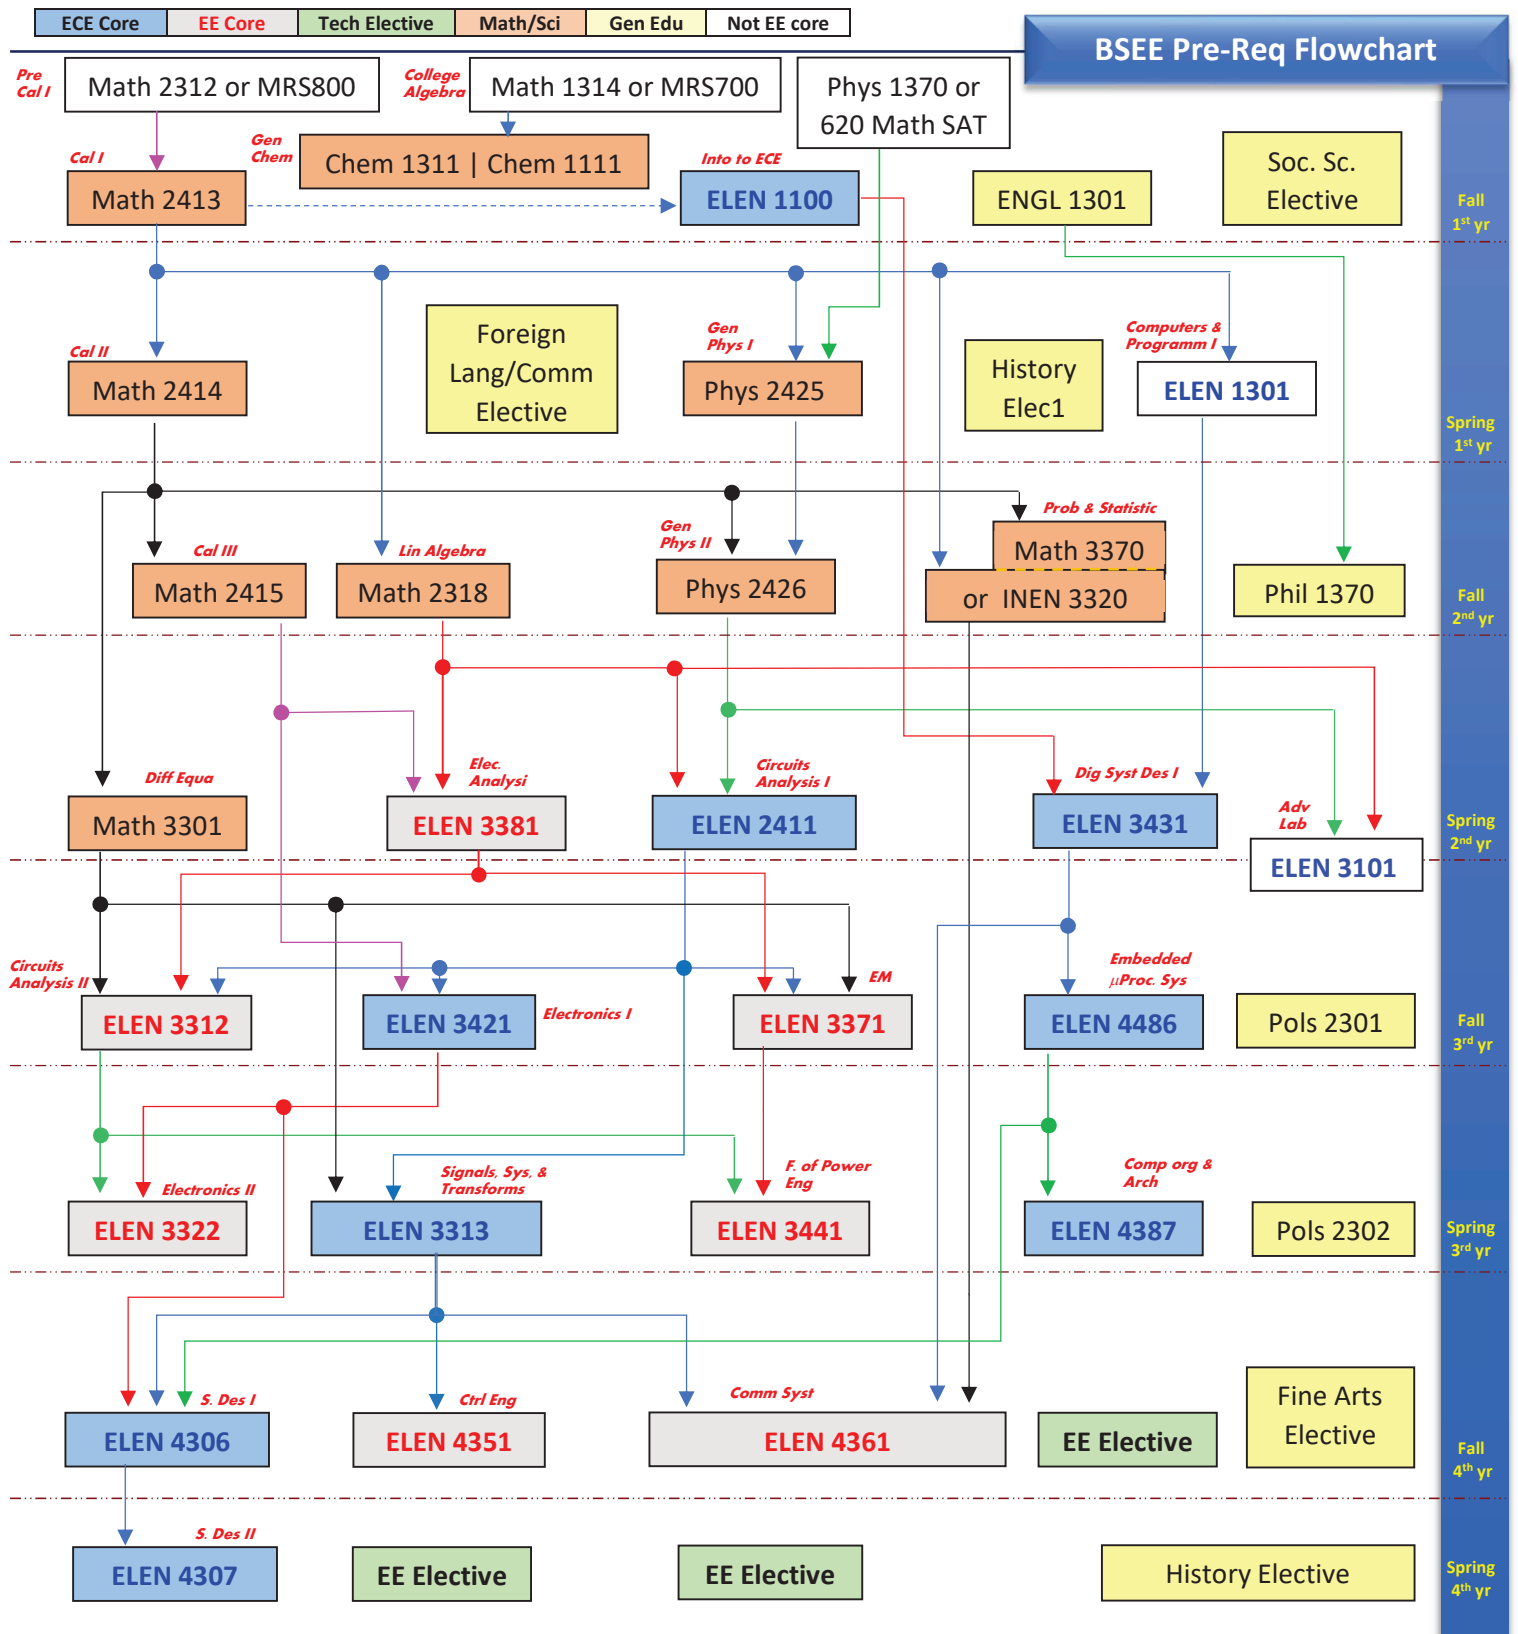 ECE Core
EE Core
Tech Elective
Math/Sci
Gen Edu
Not EE core
BSEE Pre-Req Flowchart
Pre
Cal I
Math 2312 or MRS800
College
Algebra
Math 1314 or MRS700
Phys 1370 or
620 Math SAT
Gen
Chem
Chem 1311 | Chem 1111
Cal I
Math 2413
Into to ECE
ELEN 1100
ENGL 1301
Soc. Sc.
Elective
Fall
1st yr
Cal II
Math 2414
Foreign
Lang/Comm
Elective
Gen
Phys I
Phys 2425
History
Elec1
Computers &
Programm I
ELEN 1301
Spring
1st yr
Cal III
Math 2415
Lin Algebra
Math 2318
Gen
Phys II
Phys 2426
Prob & Statistic
Math 3370
or INEN 3320
Phil 1370
Fall
2nd yr
Diff Equa
Math 3301
Elec.
Analysi
ELEN 3381
Circuits
Analysis I
ELEN 2411
Dig Syst Des I
ELEN 3431
Adv
Lab
ELEN 3101
Spring
2nd yr
Circuits
Analysis II
ELEN 3312
ELEN 3421
Electronics I
EM
ELEN 3371
Embedded
μProc. Sys
ELEN 4486
Pols 2301
Fall
3rd yr
Electronics II
ELEN 3322
Signals, Sys, &
Transforms
ELEN 3313
F. of Power
Eng
ELEN 3441
Comp org &
Arch
ELEN 4387
Pols 2302
Spring
3rd yr
S. Des I
ELEN 4306
Ctrl Eng
ELEN 4351
Comm Syst
ELEN 4361
EE Elective
Fine Arts
Elective
Fall
4th yr
S. Des II
ELEN 4307
EE Elective
EE Elective
History Elective
Spring
4th yr